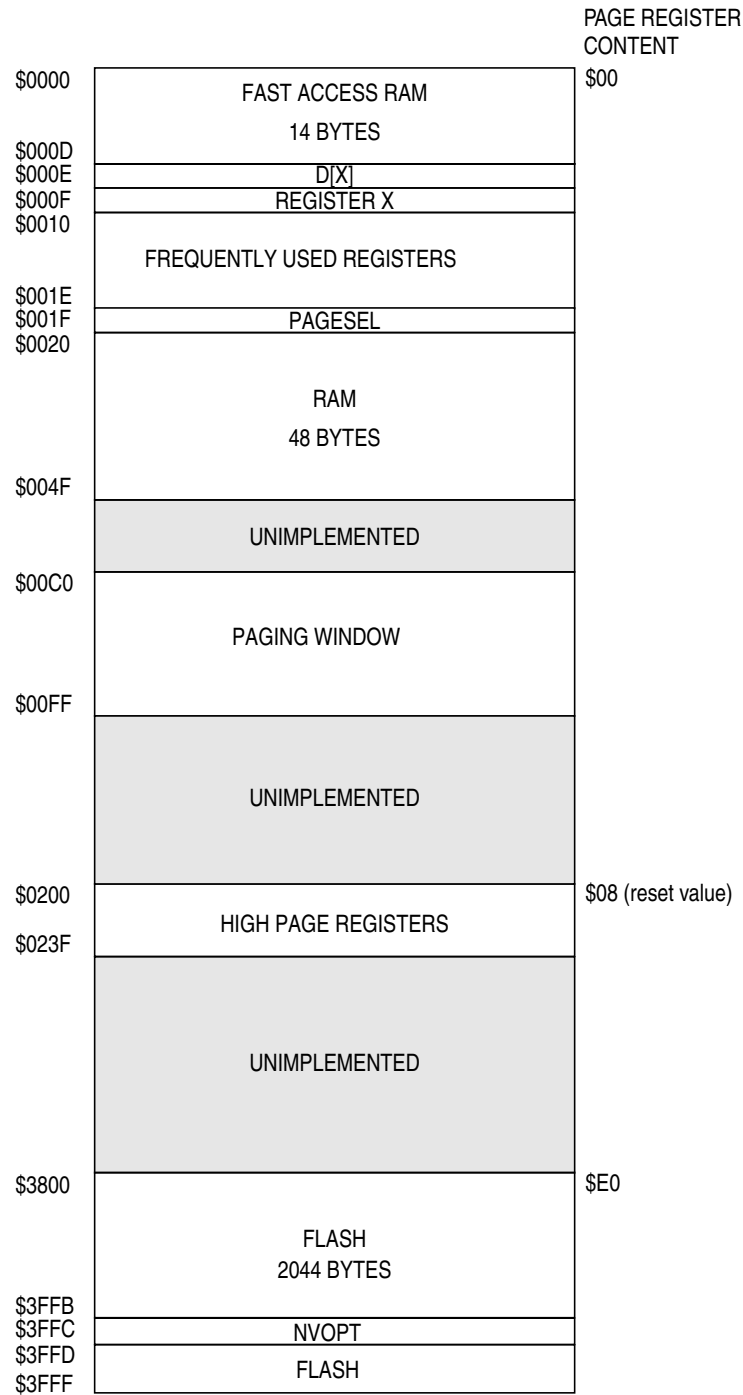 PAGE REGISTER
CONTENT
$0000
$00
FAST ACCESS RAM
14 BYTES
$000D
$000E
D[X]
$000F
REGISTER X
$0010
FREQUENTLY USED REGISTERS
$001E
$001F
PAGESEL
$0020
RAM
48 BYTES
$004F
UNIMPLEMENTED
$00C0
PAGING WINDOW
$00FF
UNIMPLEMENTED
$0200
$08 (reset value)
HIGH PAGE REGISTERS
$023F
UNIMPLEMENTED
$3800
$E0
FLASH
2044 BYTES
$3FFB
$3FFC
NVOPT
$3FFD
FLASH
$3FFF